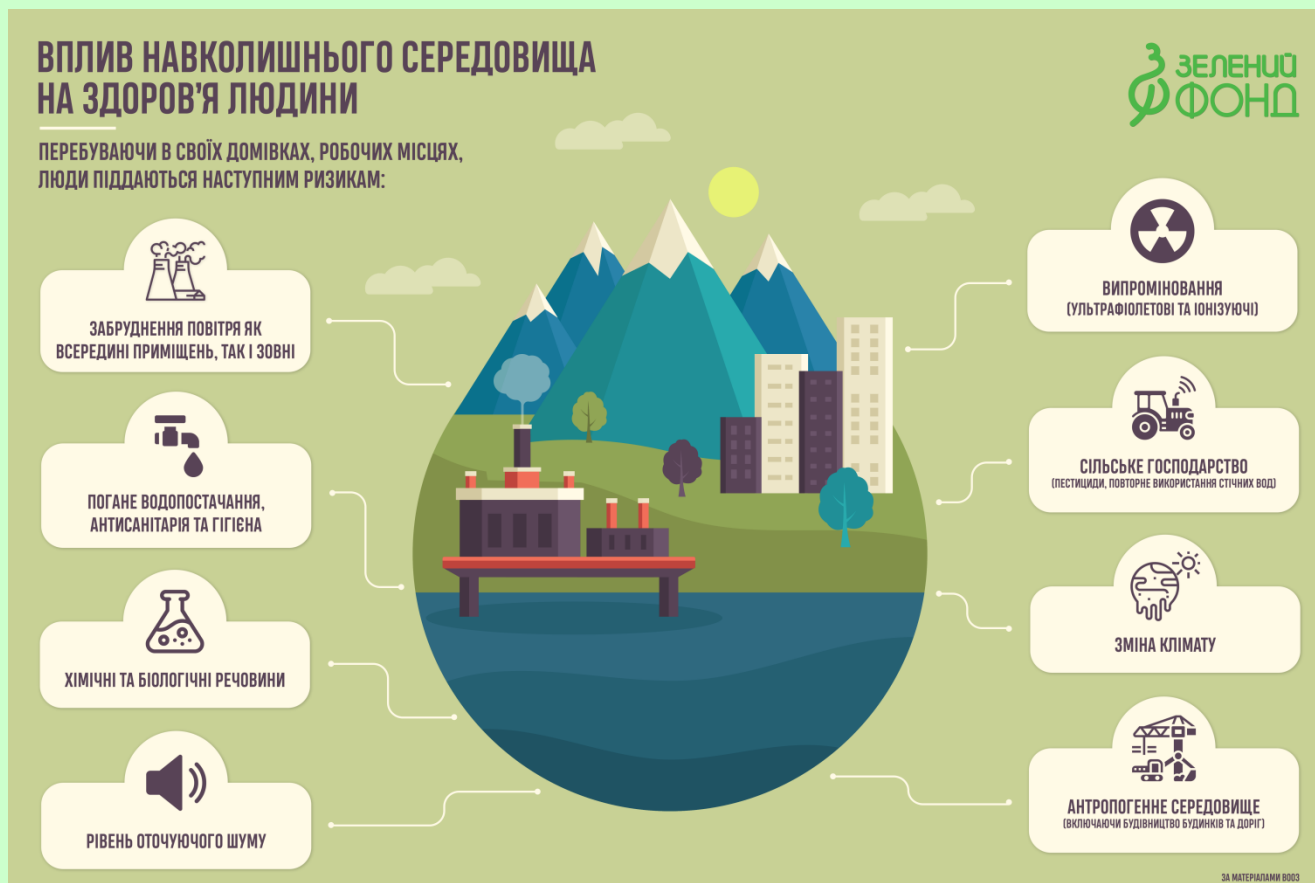 ВПЛИВ НАВКОЛИШНЬОГО СЕРЕДОВИЩА
НА ЗДОРОВ'Я ЛЮДИНИ
ПЕРЕБУВАЮЧИ В СВОЇХ ДОМІВКАХ, РОБОЧИХ МІСЦЯХ,
ЛЮДИ ПІДДАЮТЬСЯ НАСТУПНИМ РИЗИКАМ:
ЗЕЛЕНИЙ
ФОНД
ЗАБРУДНЕННЯ ПОВІТРЯ ЯК
ВСЕРЕДИНІ ПРИМІЩЕНЬ, ТАК І ЗОВНІ
ПОГАНЕ ВОДОПОСТАЧАННЯ,
АНТИСАНІТАРІЯ ТА ГІГІЄНА
ХІМІЧНІ ТА БІОЛОГІЧНІ РЕЧОВИНИ
РІВЕНЬ ОТОЧУЮЧОГО ШУМУ
ВИПРОМІНОВАННЯ
(УЛЬТРАФІОЛЕТОВІ ТА ІОНІЗУЮЧІ)
СІЛЬСЬКЕ ГОСПОДАРСТВО
(ПЕСТИЦИДИ, ПОВТОРНЕ ВИКОРИСТАННЯ СТІЧНИХ ВОД)
ЗМІНА КЛІМАТУ
АНТРОПОГЕННЕ СЕРЕДОВИЩЕ
(ВКЛЮЧАЮЧИ БУДІВНИЦТВО БУДИНКІВ ТА ДОРІГ)
ЗА МАТЕРІАЛАМИ ВООЗ